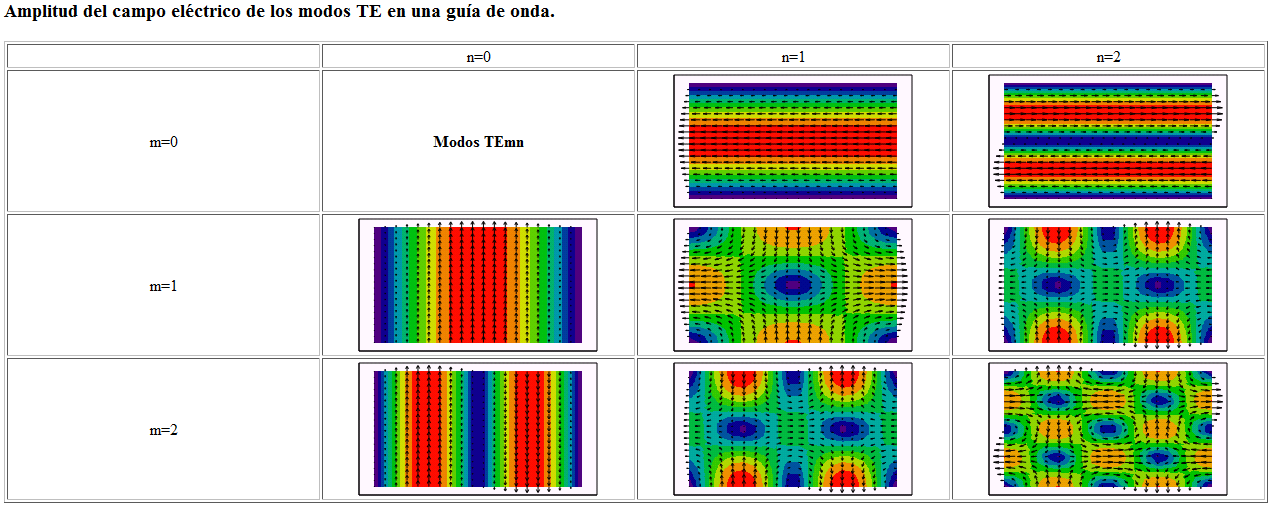 Amplitud del campo eléctrico de los modos TE en una guía de onda.
n=0 n=1 n=2
m=0 Modos TEmn
m=1
m=2